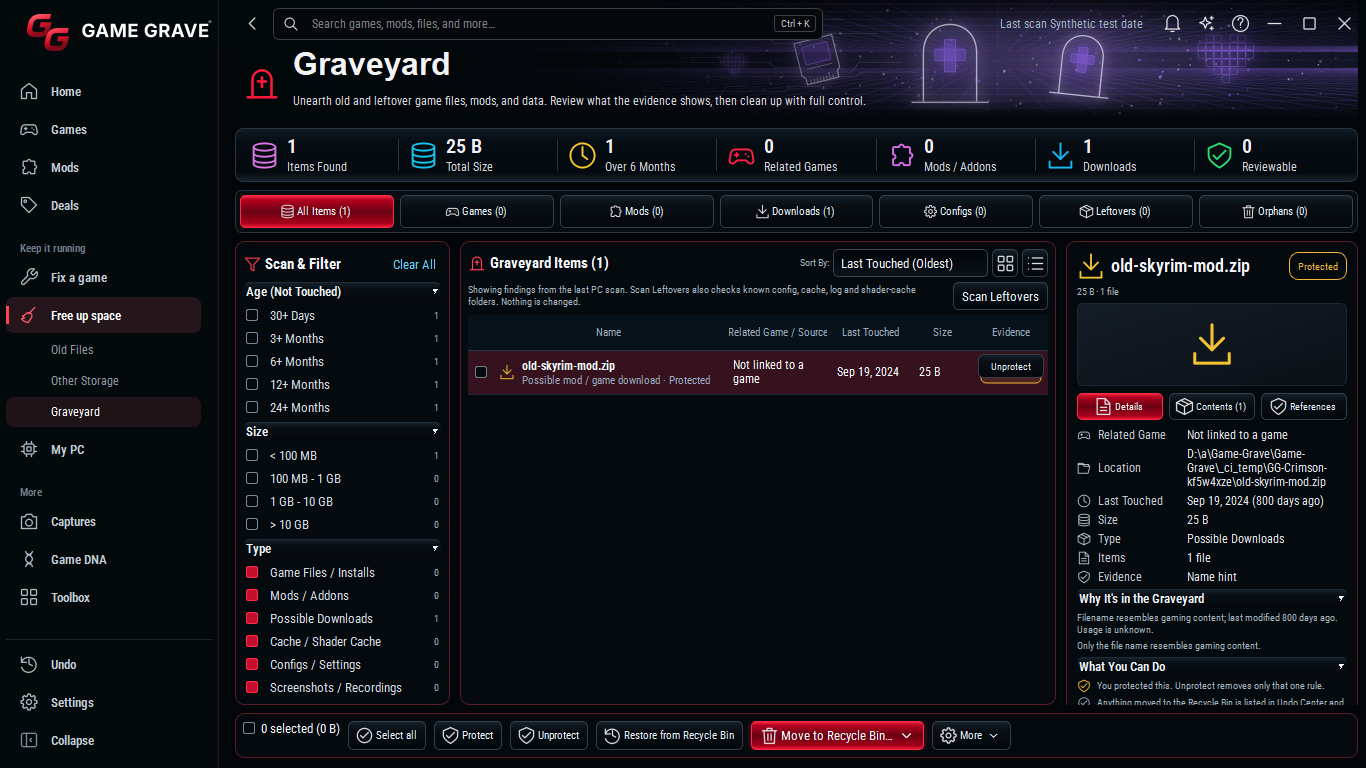 GAME GRAVE
Search games, mods, files, and more...
Ctrl + K
Last scan Synthetic test date
Graveyard
Unearth old and leftover game files, mods, and data. Review what the evidence shows, then clean up with full control.
Home
Games
Mods
Deals
Keep it running
Fix a game
Free up space
Old Files
Other Storage
Graveyard
My PC
More
Captures
Game DNA
Toolbox
Undo
Settings
Collapse
1
Items Found
25 B
Total Size
1
Over 6 Months
0
Related Games
0
Mods / Addons
1
Downloads
0
Reviewable
All Items (1)
Games (0)
Mods (0)
Downloads (1)
Configs (0)
Leftovers (0)
Orphans (0)
Scan & Filter
Clear All
Age (Not Touched)
30+ Days 1
3+ Months 1
6+ Months 1
12+ Months 1
24+ Months 1
Size
< 100 MB 1
100 MB - 1 GB 0
1 GB - 10 GB 0
> 10 GB 0
Type
Game Files / Installs 0
Mods / Addons 0
Possible Downloads 1
Cache / Shader Cache 0
Configs / Settings 0
Screenshots / Recordings 0
Graveyard Items (1)
Sort By:
Last Touched (Oldest)
Showing findings from the last PC scan. Scan Leftovers also checks known config, cache, log and shader-cache
folders. Nothing is changed.
Scan Leftovers
Name
Related Game / Source
Last Touched
Size
Evidence
old-skyrim-mod.zip
Possible mod / game download · Protected
Not linked to a
game
Sep 19, 2024
25 B
Unprotect
old-skyrim-mod.zip
Protected
25 B · 1 file
Details
Contents (1)
References
Related Game Not linked to a game
Location
D:\a\Game-Grave\Game-
Grave\_ci_temp\GG-Crimson-
kf5w4xze\old-skyrim-mod.zip
Last Touched Sep 19, 2024 (800 days ago)
Size 25 B
Type Possible Downloads
Items 1 file
Evidence Name hint
Why It's in the Graveyard
Filename resembles gaming content; last modified 800 days ago.
Usage is unknown.
Only the file name resembles gaming content.
What You Can Do
You protected this. Unprotect removes only that one rule.
Anything moved to the Recycle Bin is listed in Undo Center and
0 selected (0 B)
Select all
Protect
Unprotect
Restore from Recycle Bin
Move to Recycle Bin...
More